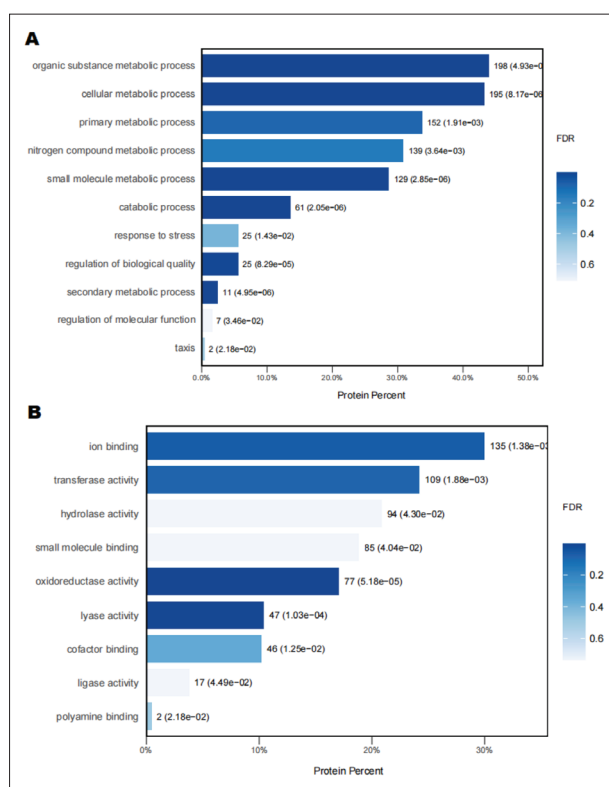 A
organic substance metabolic process 198 (4.93e−0
cellular metabolic process 195 (8.17e−06
primary metabolic process 152 (1.91e−03)
nitrogen compound metabolic process 139 (3.64e−03)
small molecule metabolic process 129 (2.85e−06)
catabolic process 61 (2.05e−06)
response to stress 25 (1.43e−02)
regulation of biological quality 25 (8.29e−05)
secondary metabolic process 11 (4.95e−06)
regulation of molecular function 7 (3.46e−02)
taxis 2 (2.18e−02)
0.0% 10.0% 20.0% 30.0% 40.0% 50.0%
Protein Percent
FDR
0.2
0.4
0.6
B
ion binding 135 (1.38e−0
transferase activity 109 (1.88e−03)
hydrolase activity 94 (4.30e−02)
small molecule binding 85 (4.04e−02)
oxidoreductase activity 77 (5.18e−05)
lyase activity 47 (1.03e−04)
cofactor binding 46 (1.25e−02)
ligase activity 17 (4.49e−02)
polyamine binding 2 (2.18e−02)
0% 10% 20% 30%
Protein Percent
FDR
0.2
0.4
0.6